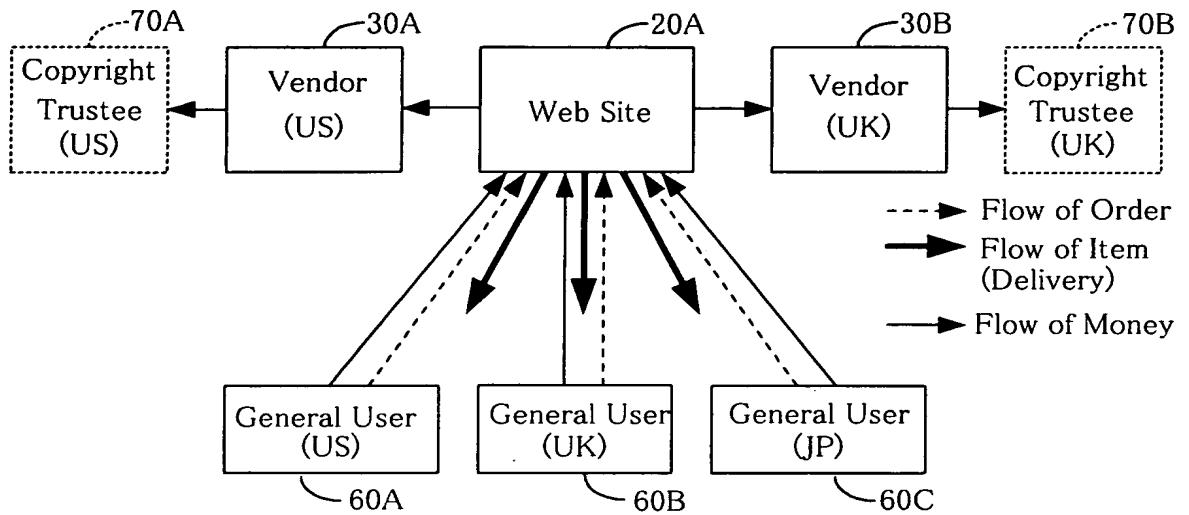 70A
30A
20A
30B
70B
Copyright
Trustee
(US)
Vendor
(US)
Web Site
Vendor
(UK)
Copyright
Trustee
(UK)
Flow of Order
Flow of Item
(Delivery)
Flow of Money
General User
(US)
General User
(UK)
General User
(JP)
60A
60B
60C